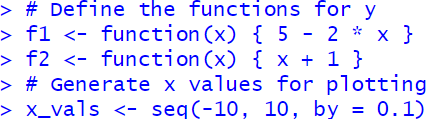 > # Define the functions for y
> f1 <- function(x) { 5 - 2 * x }
> f2 <- function(x) { x + 1 }
> # Generate x values for plotting
> x_vals <- seq(-10, 10, by = 0.1)